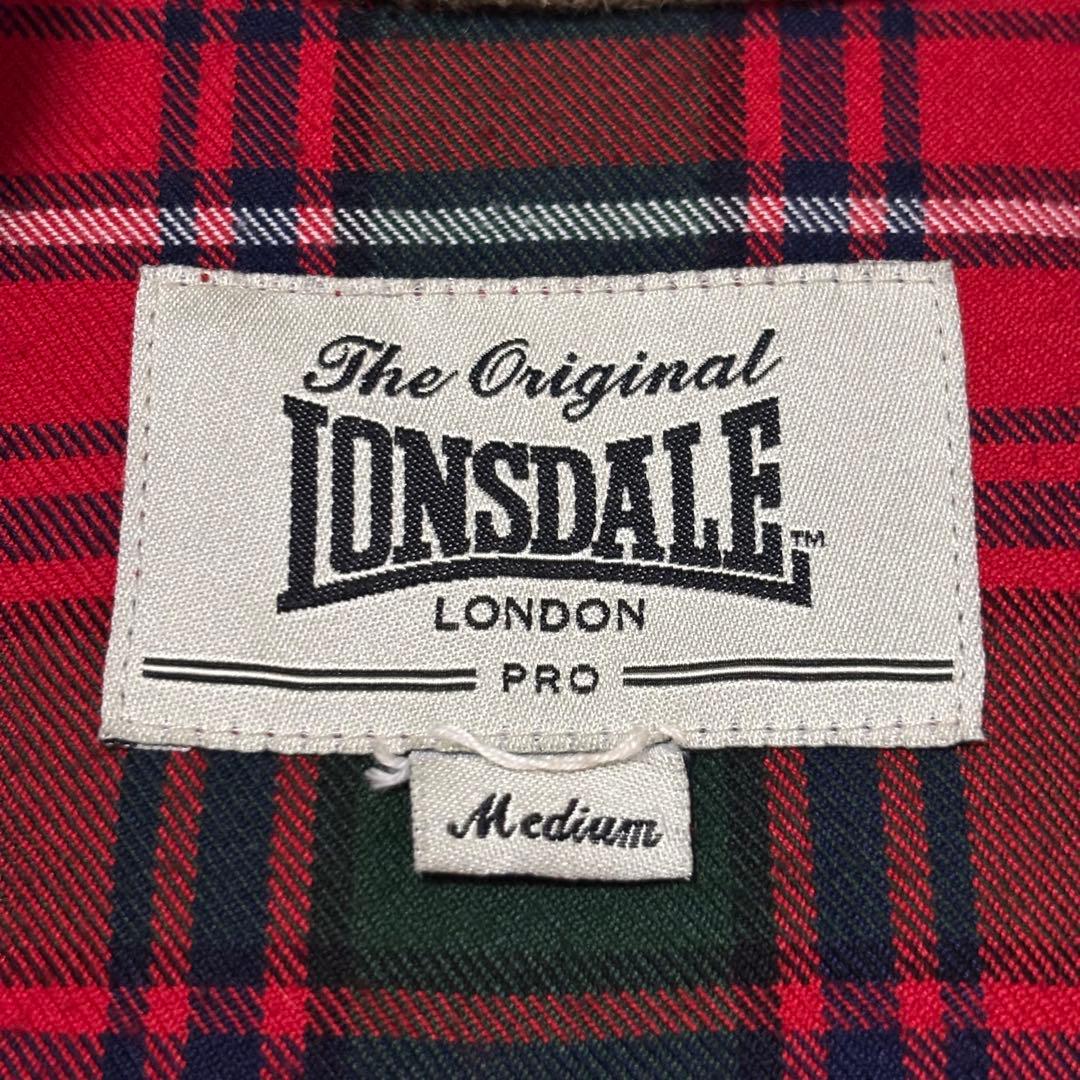 The Original
LONSDALE™
LONDON
PRO
Medium